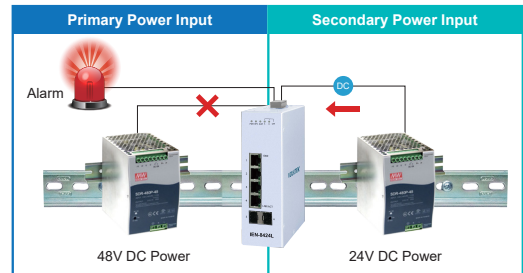 Primary Power Input
Secondary Power Input
Alarm
DC
IEN-8424L
48V DC Power
24V DC Power